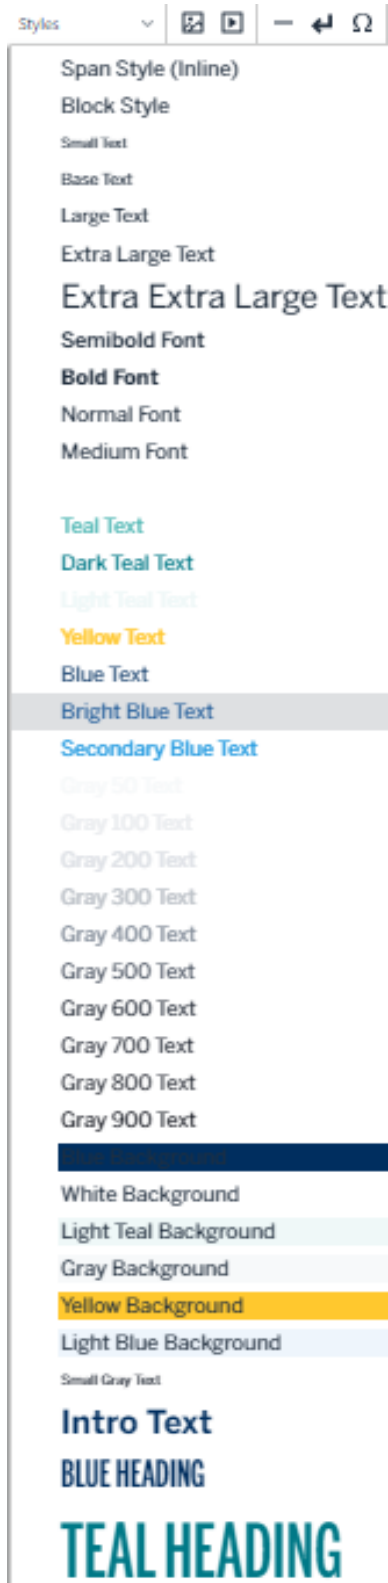 Styles Ω
Span Style (Inline)
Block Style
Small Text
Base Text
Large Text
Extra Large Text
Extra Extra Large Text
Semibold Font
Bold Font
Normal Font
Medium Font
Teal Text
Dark Teal Text
Light Teal Text
Yellow Text
Blue Text
Bright Blue Text
Secondary Blue Text
Gray 50 Text
Gray 100 Text
Gray 200 Text
Gray 300 Text
Gray 400 Text
Gray 500 Text
Gray 600 Text
Gray 700 Text
Gray 800 Text
Gray 900 Text
Blue Background
White Background
Light Teal Background
Gray Background
Yellow Background
Light Blue Background
Small Gray Text
Intro Text
BLUE HEADING
TEAL HEADING